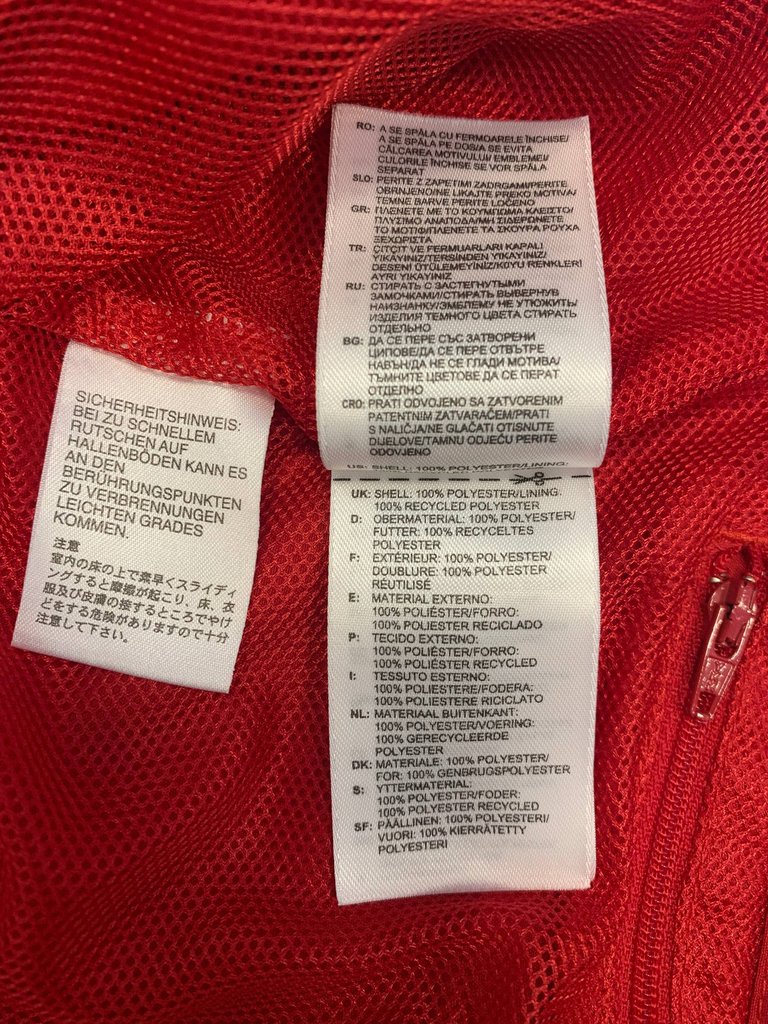 SICHERHEITSHINWEIS:
BEI ZU SCHNELLEM
RUTSCHEN AUF
HALLENBÖDEN KANN ES
AN DEN
BERÜHRUNGSPUNKTEN
ZU VERBRENNUNGEN
LEICHTEN GRADES
KOMMEN.
注意
室内の床の上で素早くスライディ
ングすると摩擦が起こり、床、衣
服及び皮膚の接するところでやけ
どをする危険がありますので十分
注意して下さい。
RO: A SE SPĂLA CU FERMOARELE ÎNCHISE/
A SE SPĂLA PE DOS/A SE EVITA
CĂLCAREA MOTIVULUI/ EMBLEMEI/
CULORILE ÎNCHISE SE VOR SPĂLA
SEPARAT
SLO: PERITE Z ZAPETIMI ZADRGAMI/PERITE
OBRNJENO/NE LIKAJTE PREKO MOTIVA/
TEMNE BARVE PERITE LOČENO
GR: ΠΛΕΝΕΤΕ ΜΕ ΤΟ ΚΟΥΜΠΩΜΑ ΚΛΕΙΣΤΟ/
ΠΛΥΣΙΜΟ ΑΝΑΠΟΔΑ/ΜΗ ΣΙΔΕΡΩΝΕΤΕ
ΤΟ ΜΟΤΙΦ/ΠΛΕΝΕΤΕ ΤΑ ΣΚΟΥΡΑ ΡΟΥΧΑ
ΞΕΧΩΡΙΣΤΑ
TR: ÇITÇIT VE FERMUARLARI KAPALI
YIKAYINIZ/TERSINDEN YIKAYINIZ/
DESENI ÜTÜLEMEYINIZ/KOYU RENKLERI
AYRI YIKAYINIZ
RU: СТИРАТЬ С ЗАСТЕГНУТЫМИ
ЗАМОЧКАМИ/СТИРАТЬ ВЫВЕРНУВ
НАИЗНАНКУ/ЭМБЛЕМУ НЕ УТЮЖИТЬ/
ИЗДЕЛИЯ ТЕМНОГО ЦВЕТА СТИРАТЬ
ОТДЕЛЬНО
BG: ДА СЕ ПЕРЕ СЪС ЗАТВОРЕНИ
ЦИПОВЕ/ДА СЕ ПЕРЕ ОТВЪТРЕ
НАВЪН/ДА НЕ СЕ ГЛАДИ МОТИВА/
ТЪМНИТЕ ЦВЕТОВЕ ДА СЕ ПЕРАТ
ОТДЕЛНО
CRO: PRATI ODVOJENO SA ZATVORENIM
PATENTNIM ZATVARAČEM/PRATI
S NALIČJA/NE GLAČATI OTISNUTE
DIJELOVE/TAMNU ODJEĆU PERITE
ODOVJENO
US: SHELL: 100% POLYESTER/LINING:
UK: SHELL: 100% POLYESTER/LINING:
100% RECYCLED POLYESTER
D: OBERMATERIAL: 100% POLYESTER/
FUTTER: 100% RECYCELTES
POLYESTER
F: EXTÉRIEUR: 100% POLYESTER/
DOUBLURE: 100% POLYESTER
RÉUTILISÉ
E: MATERIAL EXTERNO:
100% POLIÉSTER/FORRO:
100% POLIÉSTER RECICLADO
P: TECIDO EXTERNO:
100% POLIÉSTER/FORRO:
100% POLIÉSTER RECYCLED
I: TESSUTO ESTERNO:
100% POLIESTERE/FODERA:
100% POLIESTERE RICICLATO
NL: MATERIAAL BUITENKANT:
100% POLYESTER/VOERING:
100% GERECYCLEERDE
POLYESTER
DK: MATERIALE: 100% POLYESTER/
FOR: 100% GENBRUGSPOLYESTER
S: YTTERMATERIAL:
100% POLYESTER/FODER:
100% POLYESTER RECYCLED
SF: PÄÄLLINEN: 100% POLYESTERI/
VUORI: 100% KIERRÄTETTY
POLYESTERI